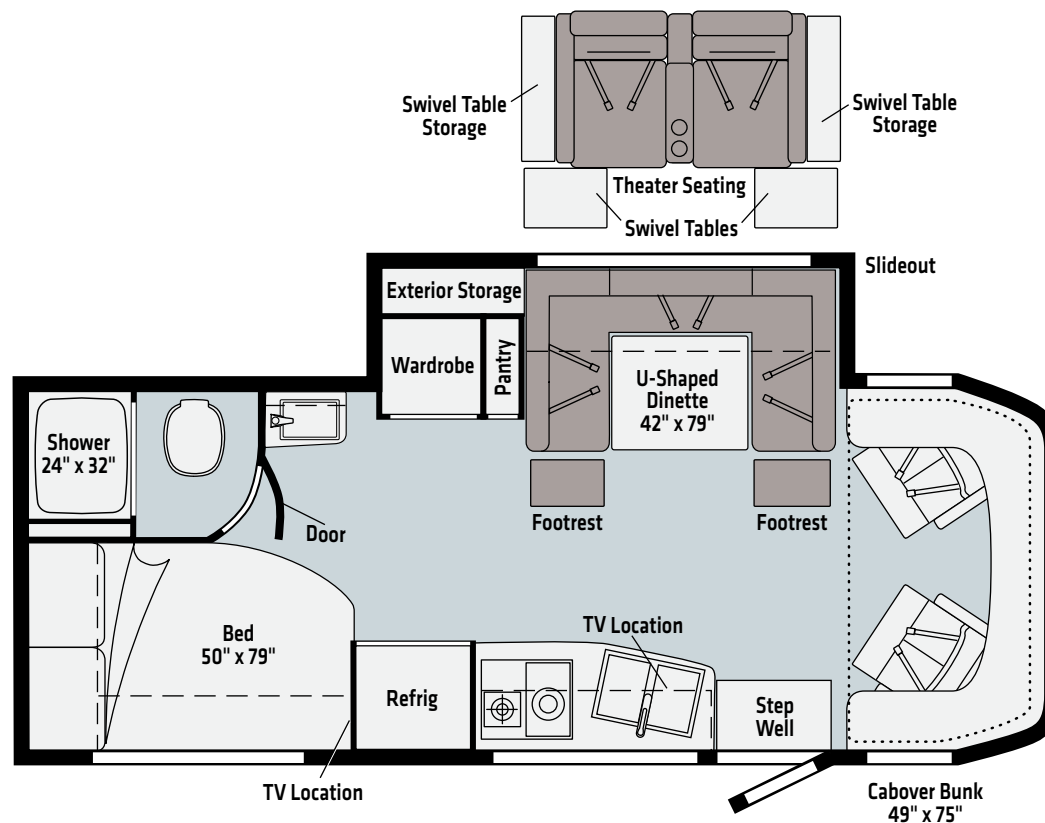 Swivel Table
Storage
Swivel Table
Storage
Theater Seating
Swivel Tables
Slideout
Exterior Storage
Wardrobe
Pantry
U-Shaped
Dinette
42" x 79"
Shower
24" x 32"
Footrest
Footrest
Door
Bed
50" x 79"
TV Location
Refrig
Step
Well
TV Location
Cabover Bunk
49" x 75"